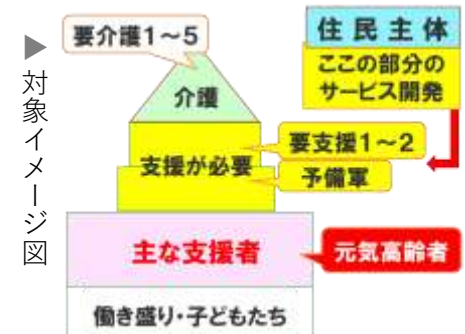 ▶対象イメージ図
要介護1～5
介護
住民主体
ここの部分の
サービス開発
支援が必要
要支援1～2
予備軍
主な支援者
元気高齢者
働き盛り・子どもたち